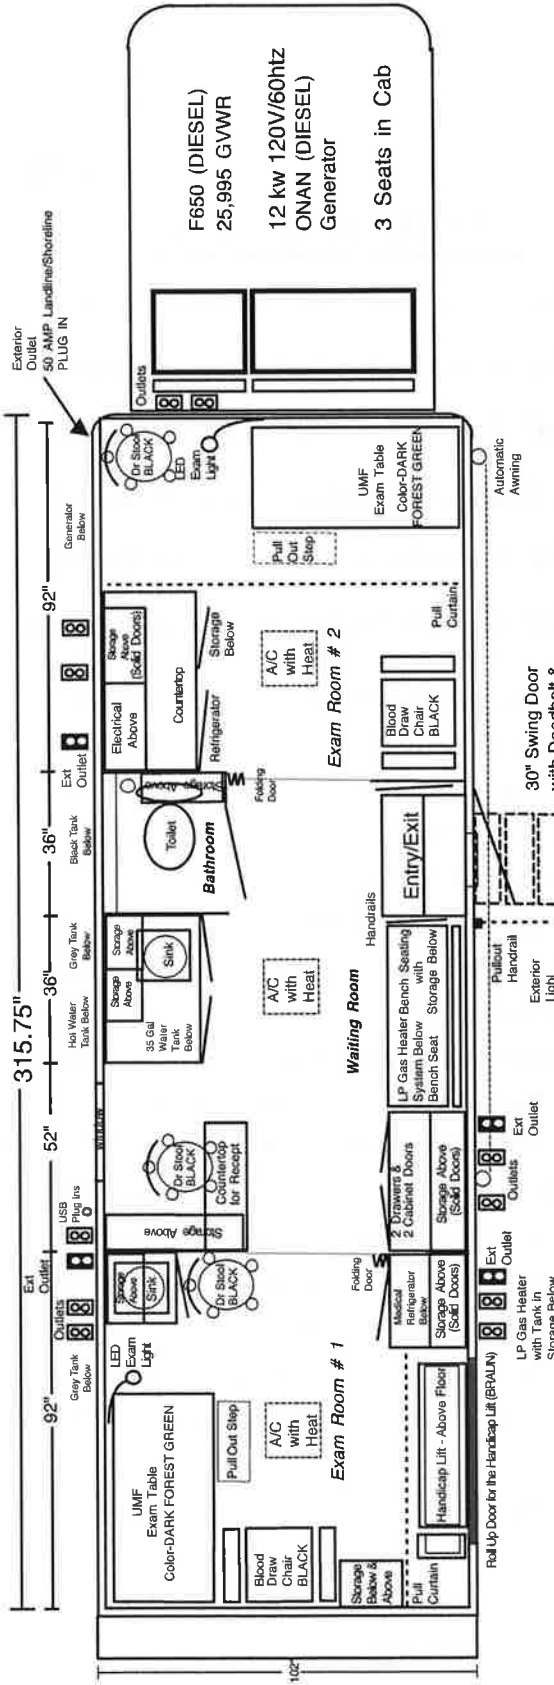 Exterior
Outlet
50 AMP Landline/Shoreline
PLUG IN
315.75"
92"
52"
36"
36"
92"
Ext
Outlet
Outlets
Grey Tank
Below
USB
Plug Ins
Hot Water
Tank Below
Grey Tank
Below
Black Tank
Below
Ext
Outlet
Generator
Below
Outlets
F650 (DIESEL)
25,995 GVWR
12 kw 120V/60htz
ONAN (DIESEL)
Generator
3 Seats in Cab
102"
UMF
Exam Table
Color-DARK FOREST GREEN
LED
Exam
Light
Storage
Above
Sink
Dr Stool
BLACK
Pull Out Step
A/C
with
Heat
Exam Room # 1
Blood
Draw
Chair
BLACK
Storage
Below &
Above
Pull
Curtain
Handicap Lift - Above Floor
Roll Up Door for the Handicap Lift (BRAUN)
Folding
Door
Medical
Refrigerator
Below
Storage Above
(Solid Doors)
Storage Above
Dr Stool
BLACK
Countertop
for Recept
window
2 Drawers &
2 Cabinet Doors
Storage Above
(Solid Doors)
35 Gal
Water
Tank
Below
Storage
Above
Storage
Above
Sink
A/C
with
Heat
Waiting Room
LP Gas Heater Bench Seating
System Below with
Bench Seat Storage Below
Handrails
Entry/Exit
Toilet
Storage Above
Bathroom
Folding
Door
Electrical
Above
Storage
Above
(Solid Doors)
Countertop
Refrigerator
Storage
Below
A/C
with
Heat
Exam Room # 2
Blood
Draw
Chair
BLACK
Pull
Curtain
Dr Stool
BLACK
LED
Exam
Light
Pull
Out
Step
UMF
Exam Table
Color-DARK
FOREST GREEN
Automatic
Awning
30" Swing Door
Pullout
Handrail
Exterior
Ext
Outlet
Outlets
Ext
Outlet
LP Gas Heater
with Tank in
Storage Below